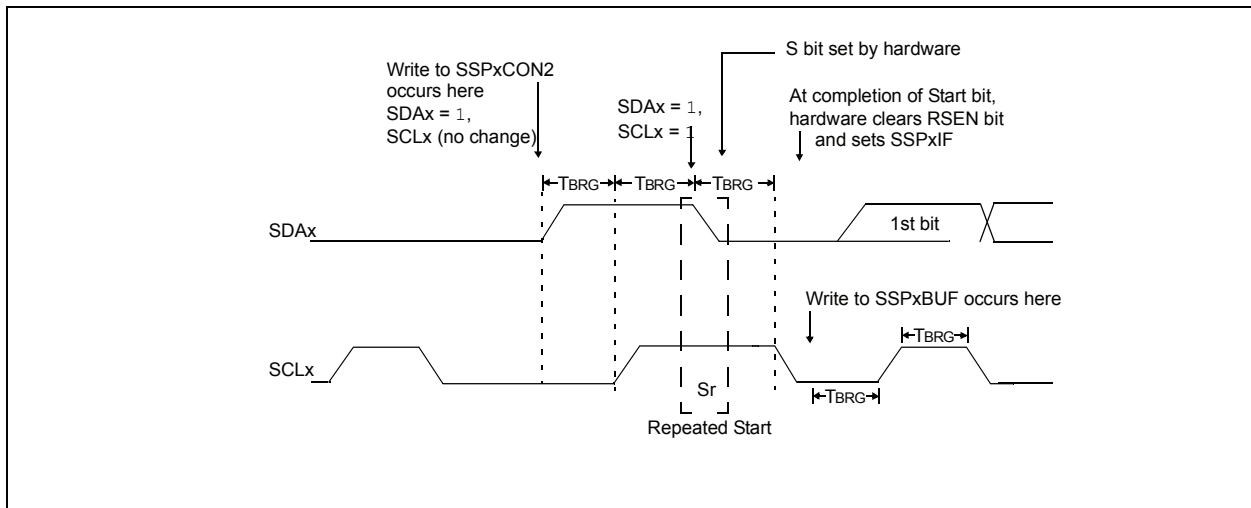 S bit set by hardware
Write to SSPxCON2
occurs here
SDAx = 1,
SCLx (no change)
SDAx = 1,
SCLx = 1
At completion of Start bit,
hardware clears RSEN bit
and sets SSPxIF
TBRG
TBRG
TBRG
SDAx
1st bit
Write to SSPxBUF occurs here
TBRG
SCLx
Sr
TBRG
Repeated Start